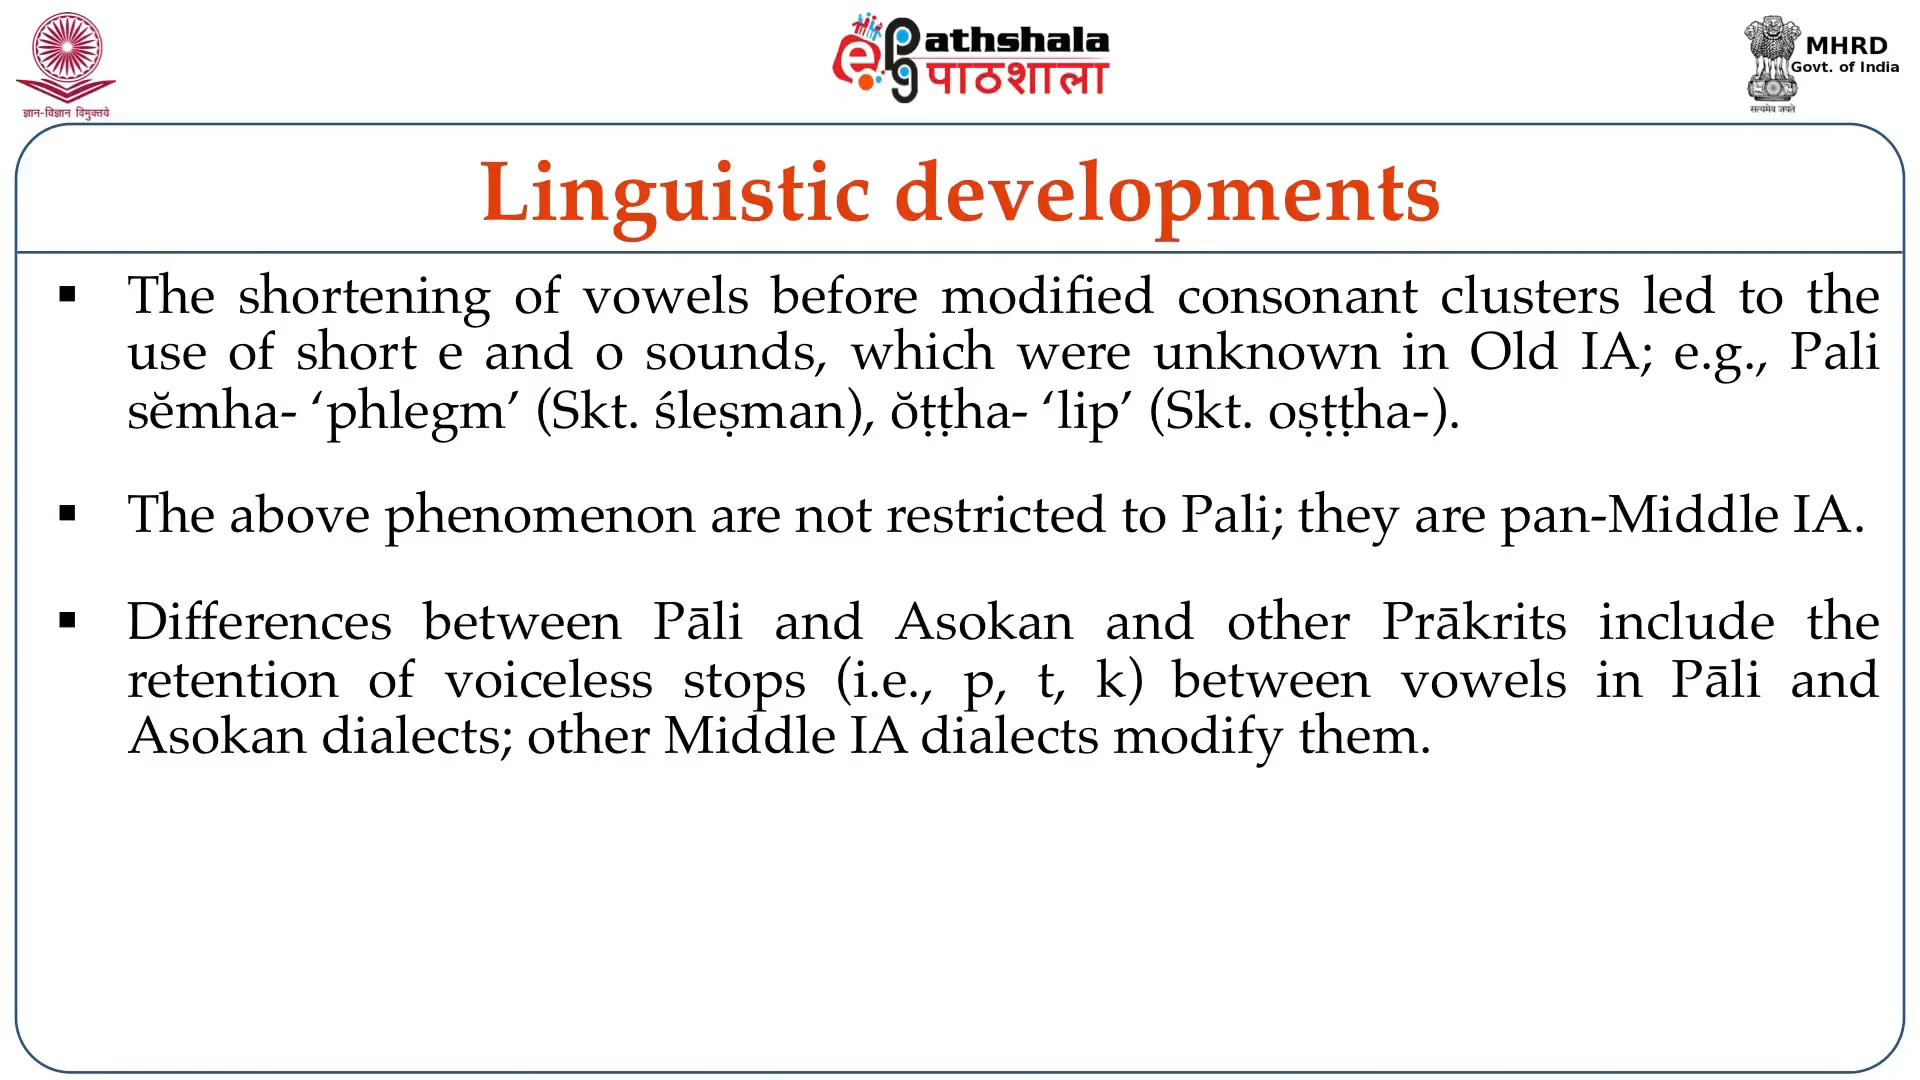 ज्ञान-विज्ञान विमुक्तये
ePG Pathshala
पाठशाला
MHRD
Govt. of India
सत्यमेव जयते
Linguistic developments
▪ The shortening of vowels before modified consonant clusters led to the
use of short e and o sounds, which were unknown in Old IA; e.g., Pali
sĕmha- ‘phlegm’ (Skt. śleṣman), ŏṭṭha- ‘lip’ (Skt. oṣṭṭha-).
▪ The above phenomenon are not restricted to Pali; they are pan-Middle IA.
▪ Differences between Pāli and Asokan and other Prākrits include the
retention of voiceless stops (i.e., p, t, k) between vowels in Pāli and
Asokan dialects; other Middle IA dialects modify them.